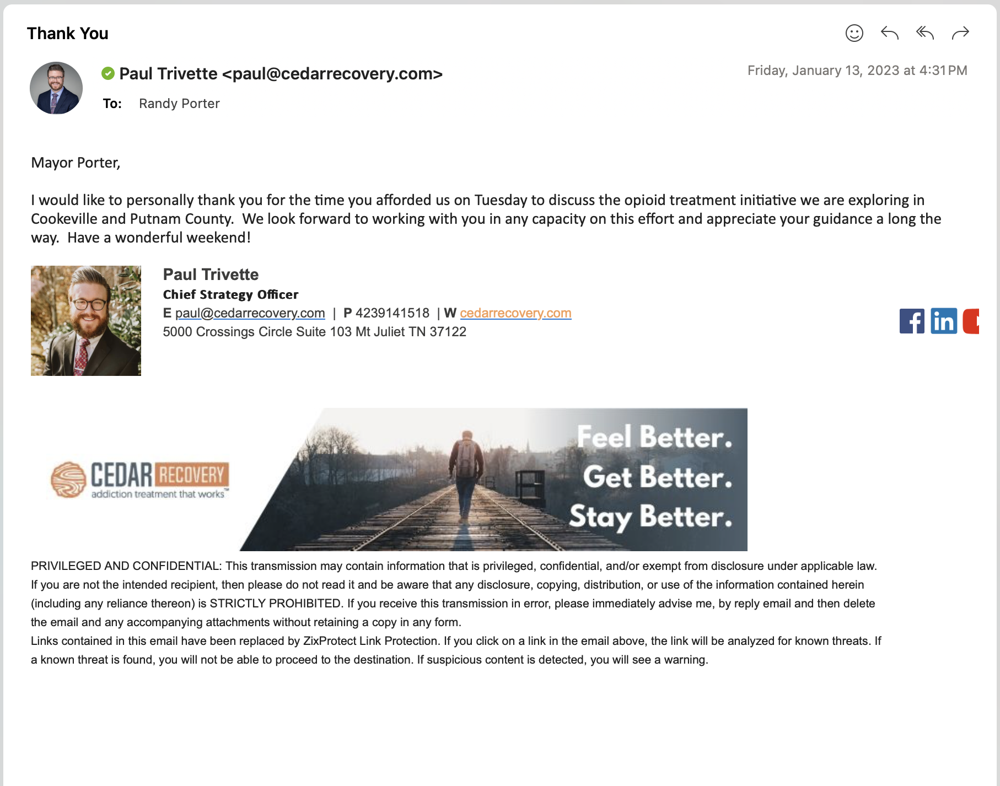 Thank You
Paul Trivette <paul@cedarrecovery.com>
Friday, January 13, 2023 at 4:31 PM
To: Randy Porter
Mayor Porter,
I would like to personally thank you for the time you afforded us on Tuesday to discuss the opioid treatment initiative we are exploring in
Cookeville and Putnam County.  We look forward to working with you in any capacity on this effort and appreciate your guidance a long the
way.  Have a wonderful weekend!
Paul Trivette
Chief Strategy Officer
E paul@cedarrecovery.com | P 4239141518 | W cedarrecovery.com
5000 Crossings Circle Suite 103 Mt Juliet TN 37122
f in
CEDAR RECOVERY
addiction treatment that works™
Feel Better.
Get Better.
Stay Better.
PRIVILEGED AND CONFIDENTIAL: This transmission may contain information that is privileged, confidential, and/or exempt from disclosure under applicable law.
If you are not the intended recipient, then please do not read it and be aware that any disclosure, copying, distribution, or use of the information contained herein
(including any reliance thereon) is STRICTLY PROHIBITED. If you receive this transmission in error, please immediately advise me, by reply email and then delete
the email and any accompanying attachments without retaining a copy in any form.
Links contained in this email have been replaced by ZixProtect Link Protection. If you click on a link in the email above, the link will be analyzed for known threats. If
a known threat is found, you will not be able to proceed to the destination. If suspicious content is detected, you will see a warning.